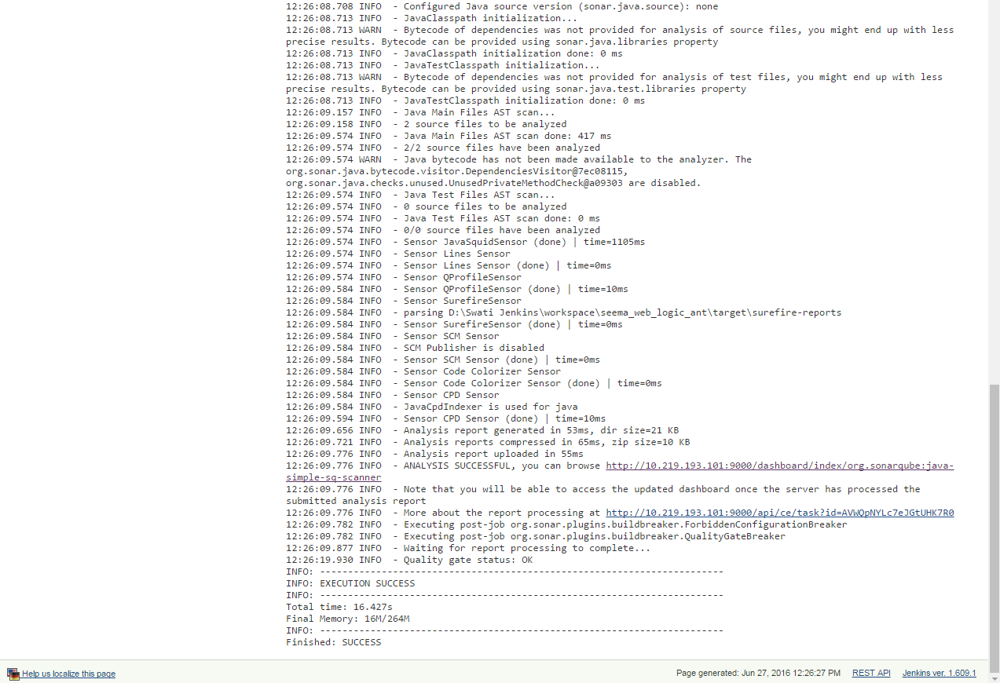 12:26:08.708 INFO  - Configured Java source version (sonar.java.source): none
12:26:08.713 INFO  - JavaClasspath initialization...
12:26:08.713 WARN  - Bytecode of dependencies was not provided for analysis of source files, you might end up with less
precise results. Bytecode can be provided using sonar.java.libraries property
12:26:08.713 INFO  - JavaClasspath initialization done: 0 ms
12:26:08.713 INFO  - JavaTestClasspath initialization...
12:26:08.713 WARN  - Bytecode of dependencies was not provided for analysis of test files, you might end up with less
precise results. Bytecode can be provided using sonar.java.test.libraries property
12:26:08.713 INFO  - JavaTestClasspath initialization done: 0 ms
12:26:09.157 INFO  - Java Main Files AST scan...
12:26:09.158 INFO  - 2 source files to be analyzed
12:26:09.574 INFO  - Java Main Files AST scan done: 417 ms
12:26:09.574 INFO  - 2/2 source files have been analyzed
12:26:09.574 WARN  - Java bytecode has not been made available to the analyzer. The
org.sonar.java.bytecode.visitor.DependenciesVisitor@7ec08115,
org.sonar.java.checks.unused.UnusedPrivateMethodCheck@a09303 are disabled.
12:26:09.574 INFO  - Java Test Files AST scan...
12:26:09.574 INFO  - 0 source files to be analyzed
12:26:09.574 INFO  - Java Test Files AST scan done: 0 ms
12:26:09.574 INFO  - 0/0 source files have been analyzed
12:26:09.574 INFO  - Sensor JavaSquidSensor (done) | time=1105ms
12:26:09.574 INFO  - Sensor Lines Sensor
12:26:09.574 INFO  - Sensor Lines Sensor (done) | time=0ms
12:26:09.574 INFO  - Sensor QProfileSensor
12:26:09.584 INFO  - Sensor QProfileSensor (done) | time=10ms
12:26:09.584 INFO  - Sensor SurefireSensor
12:26:09.584 INFO  - parsing D:\Swati Jenkins\workspace\seema_web_logic_ant\target\surefire-reports
12:26:09.584 INFO  - Sensor SurefireSensor (done) | time=0ms
12:26:09.584 INFO  - Sensor SCM Sensor
12:26:09.584 INFO  - SCM Publisher is disabled
12:26:09.584 INFO  - Sensor SCM Sensor (done) | time=0ms
12:26:09.584 INFO  - Sensor Code Colorizer Sensor
12:26:09.584 INFO  - Sensor Code Colorizer Sensor (done) | time=0ms
12:26:09.584 INFO  - Sensor CPD Sensor
12:26:09.584 INFO  - JavaCpdIndexer is used for java
12:26:09.594 INFO  - Sensor CPD Sensor (done) | time=10ms
12:26:09.656 INFO  - Analysis report generated in 53ms, dir size=21 KB
12:26:09.721 INFO  - Analysis reports compressed in 65ms, zip size=10 KB
12:26:09.776 INFO  - Analysis report uploaded in 55ms
12:26:09.776 INFO  - ANALYSIS SUCCESSFUL, you can browse http://10.219.193.101:9000/dashboard/index/org.sonarqube:java-
simple-sq-scanner
12:26:09.776 INFO  - Note that you will be able to access the updated dashboard once the server has processed the
submitted analysis report
12:26:09.776 INFO  - More about the report processing at http://10.219.193.101:9000/api/ce/task?id=AVWQpNYLc7eJGtUHK7R0
12:26:09.782 INFO  - Executing post-job org.sonar.plugins.buildbreaker.ForbiddenConfigurationBreaker
12:26:09.782 INFO  - Executing post-job org.sonar.plugins.buildbreaker.QualityGateBreaker
12:26:09.877 INFO  - Waiting for report processing to complete...
12:26:19.930 INFO  - Quality gate status: OK
INFO: ------------------------------------------------------------------------
INFO: EXECUTION SUCCESS
INFO: ------------------------------------------------------------------------
Total time: 16.427s
Final Memory: 16M/264M
INFO: ------------------------------------------------------------------------
Finished: SUCCESS
Help us localize this page
Page generated: Jun 27, 2016 12:26:27 PM REST API Jenkins ver. 1.609.1